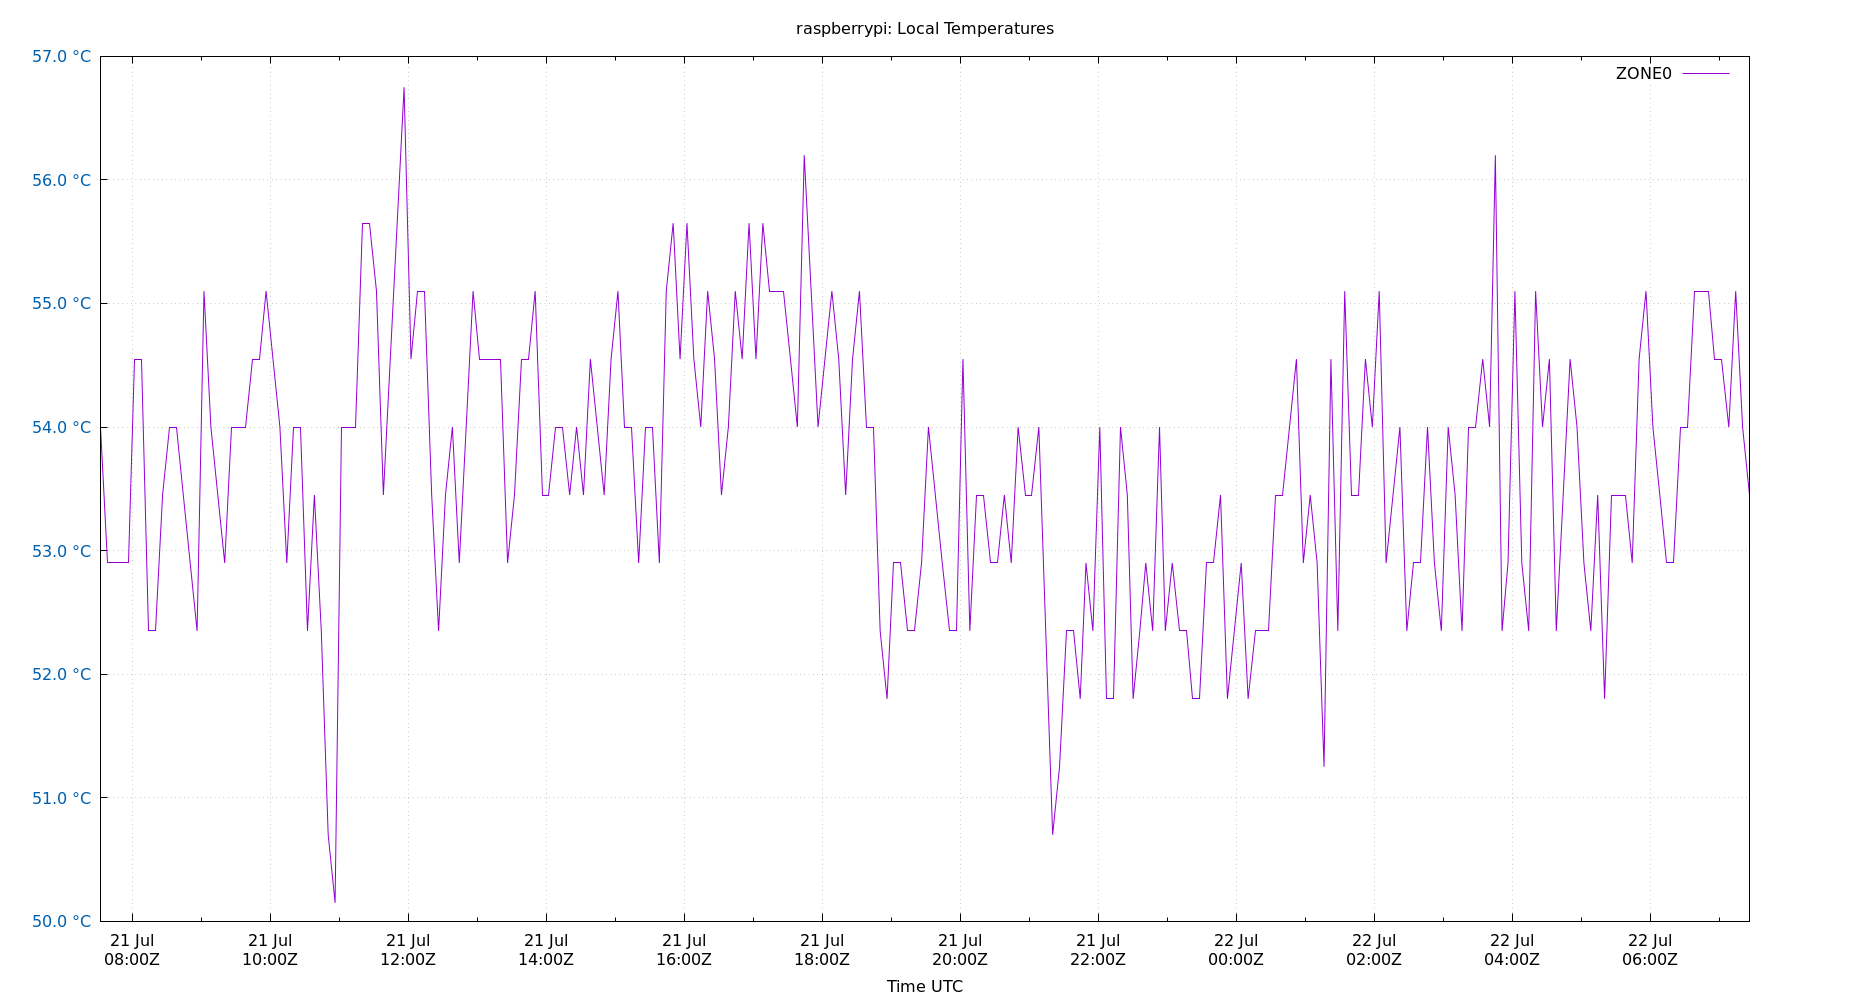 raspberrypi: Local Temperatures
57.0 °C
ZONE0
56.0 °C
55.0 °C
54.0 °C
53.0 °C
52.0 °C
51.0 °C
50.0 °C
21 Jul 21 Jul 21 Jul 21 Jul 21 Jul 21 Jul 21 Jul 21 Jul 22 Jul 22 Jul 22 Jul 22 Jul
08:00Z 10:00Z 12:00Z 14:00Z 16:00Z 18:00Z 20:00Z 22:00Z 00:00Z 02:00Z 04:00Z 06:00Z
Time UTC